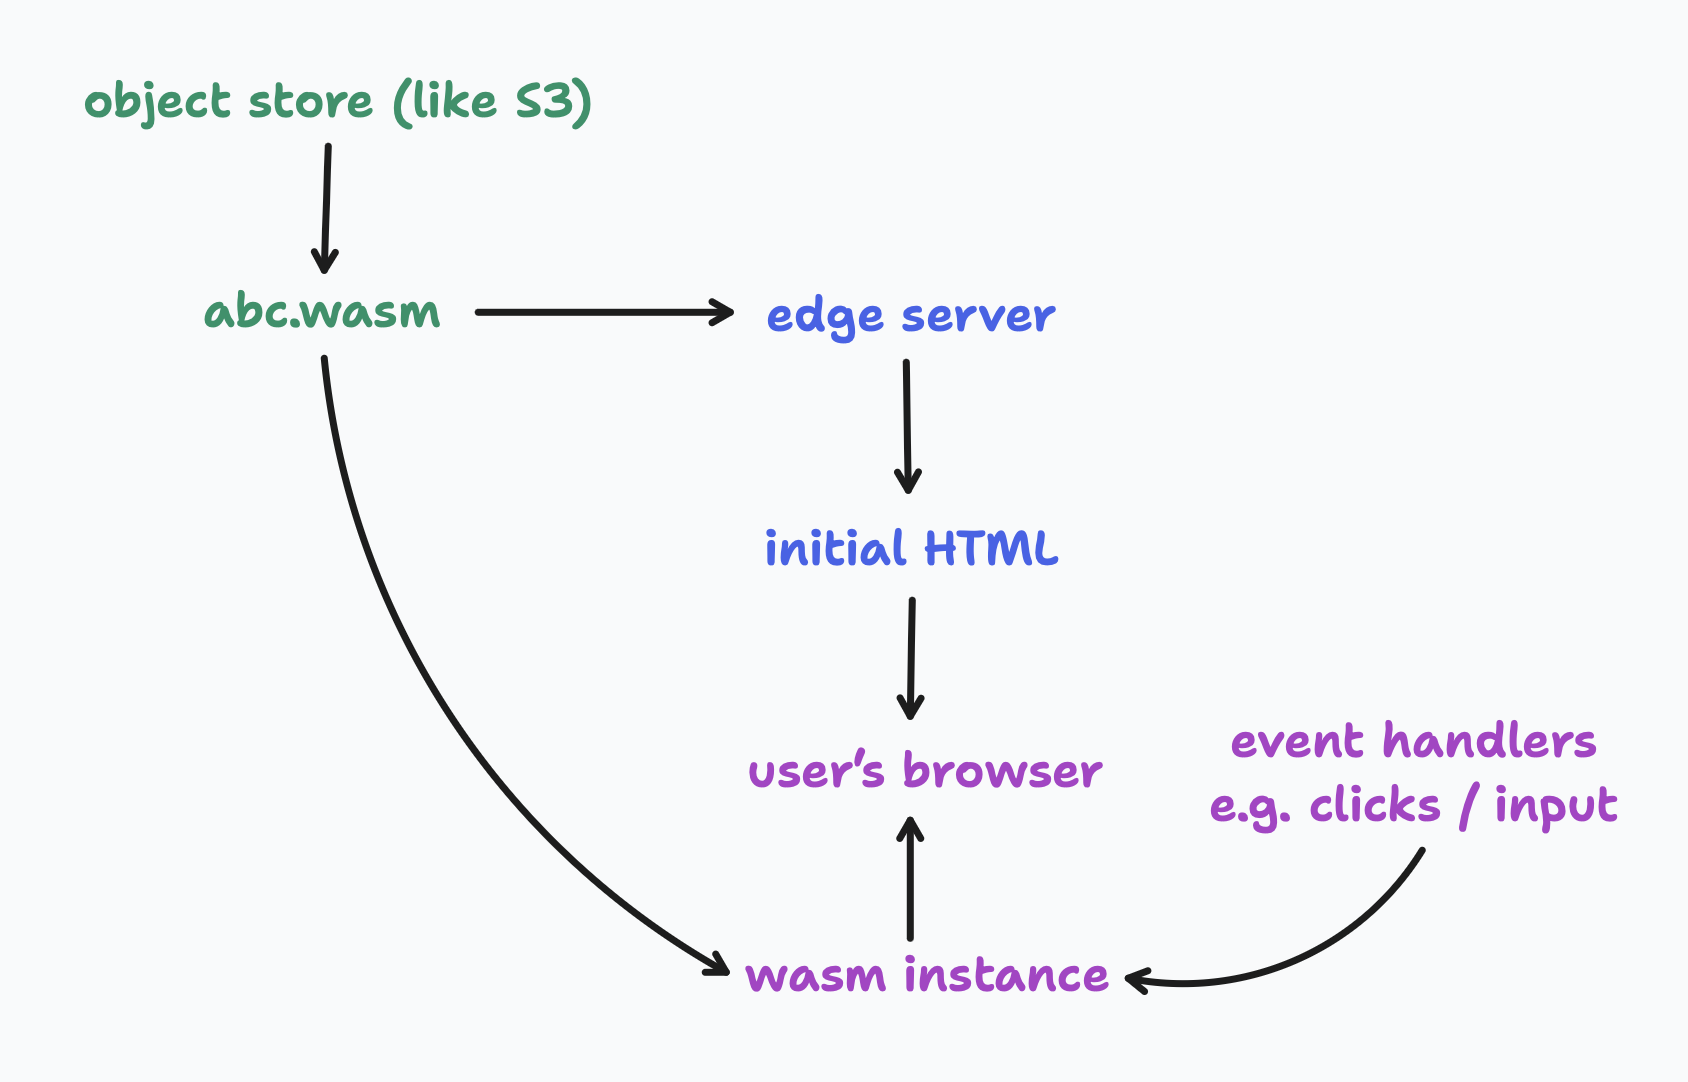 object store (like S3)
abc.wasm
edge server
initial HTML
user's browser
event handlers
e.g. clicks / input
wasm instance